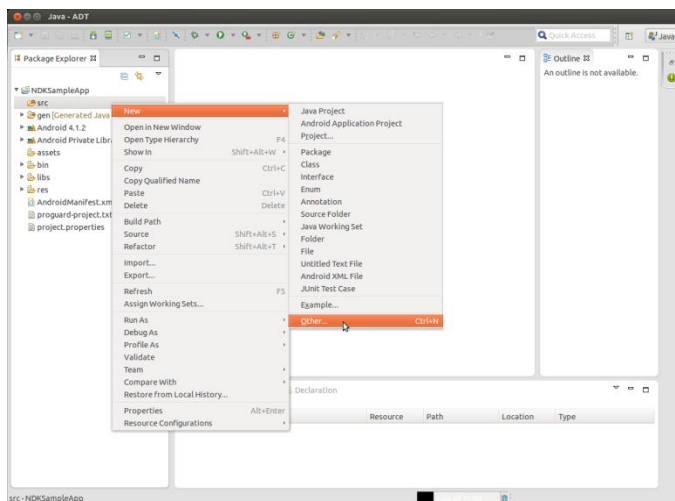 Java - ADT
Quick Access
Java
Package Explorer
Outline
An outline is not available.
NDKSampleApp
src
gen [Generated Java
Android 4.1.2
Android Private Libr
assets
bin
libs
res
AndroidManifest.xm
proguard-project.txt
project.properties
New
Open in New Window
Open Type Hierarchy F4
Show In Shift+Alt+W
Copy Ctrl+C
Copy Qualified Name
Paste Ctrl+V
Delete Delete
Build Path
Source Shift+Alt+S
Refactor Shift+Alt+T
Import...
Export...
Refresh F5
Assign Working Sets...
Run As
Debug As
Profile As
Validate
Team
Compare With
Restore from Local History...
Properties Alt+Enter
Resource Configurations
Java Project
Android Application Project
Project...
Package
Class
Interface
Enum
Annotation
Source Folder
Java Working Set
Folder
File
Untitled Text File
Android XML File
JUnit Test Case
Example...
Other... Ctrl+N
Declaration
Resource Path Location Type
src - NDKSampleApp